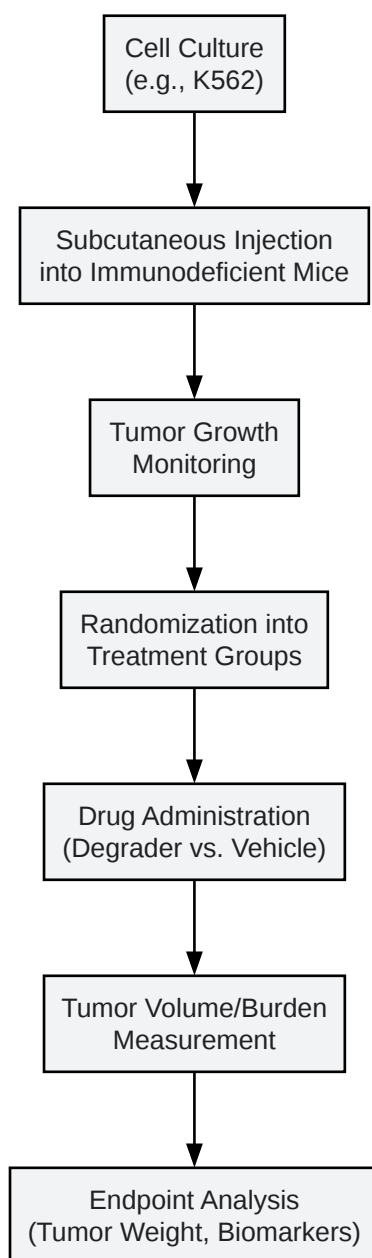 Cell Culture
(e.g., K562)
Subcutaneous Injection
into Immunodeficient Mice
Tumor Growth
Monitoring
Randomization into
Treatment Groups
Drug Administration
(Degrader vs. Vehicle)
Tumor Volume/Burden
Measurement
Endpoint Analysis
(Tumor Weight, Biomarkers)